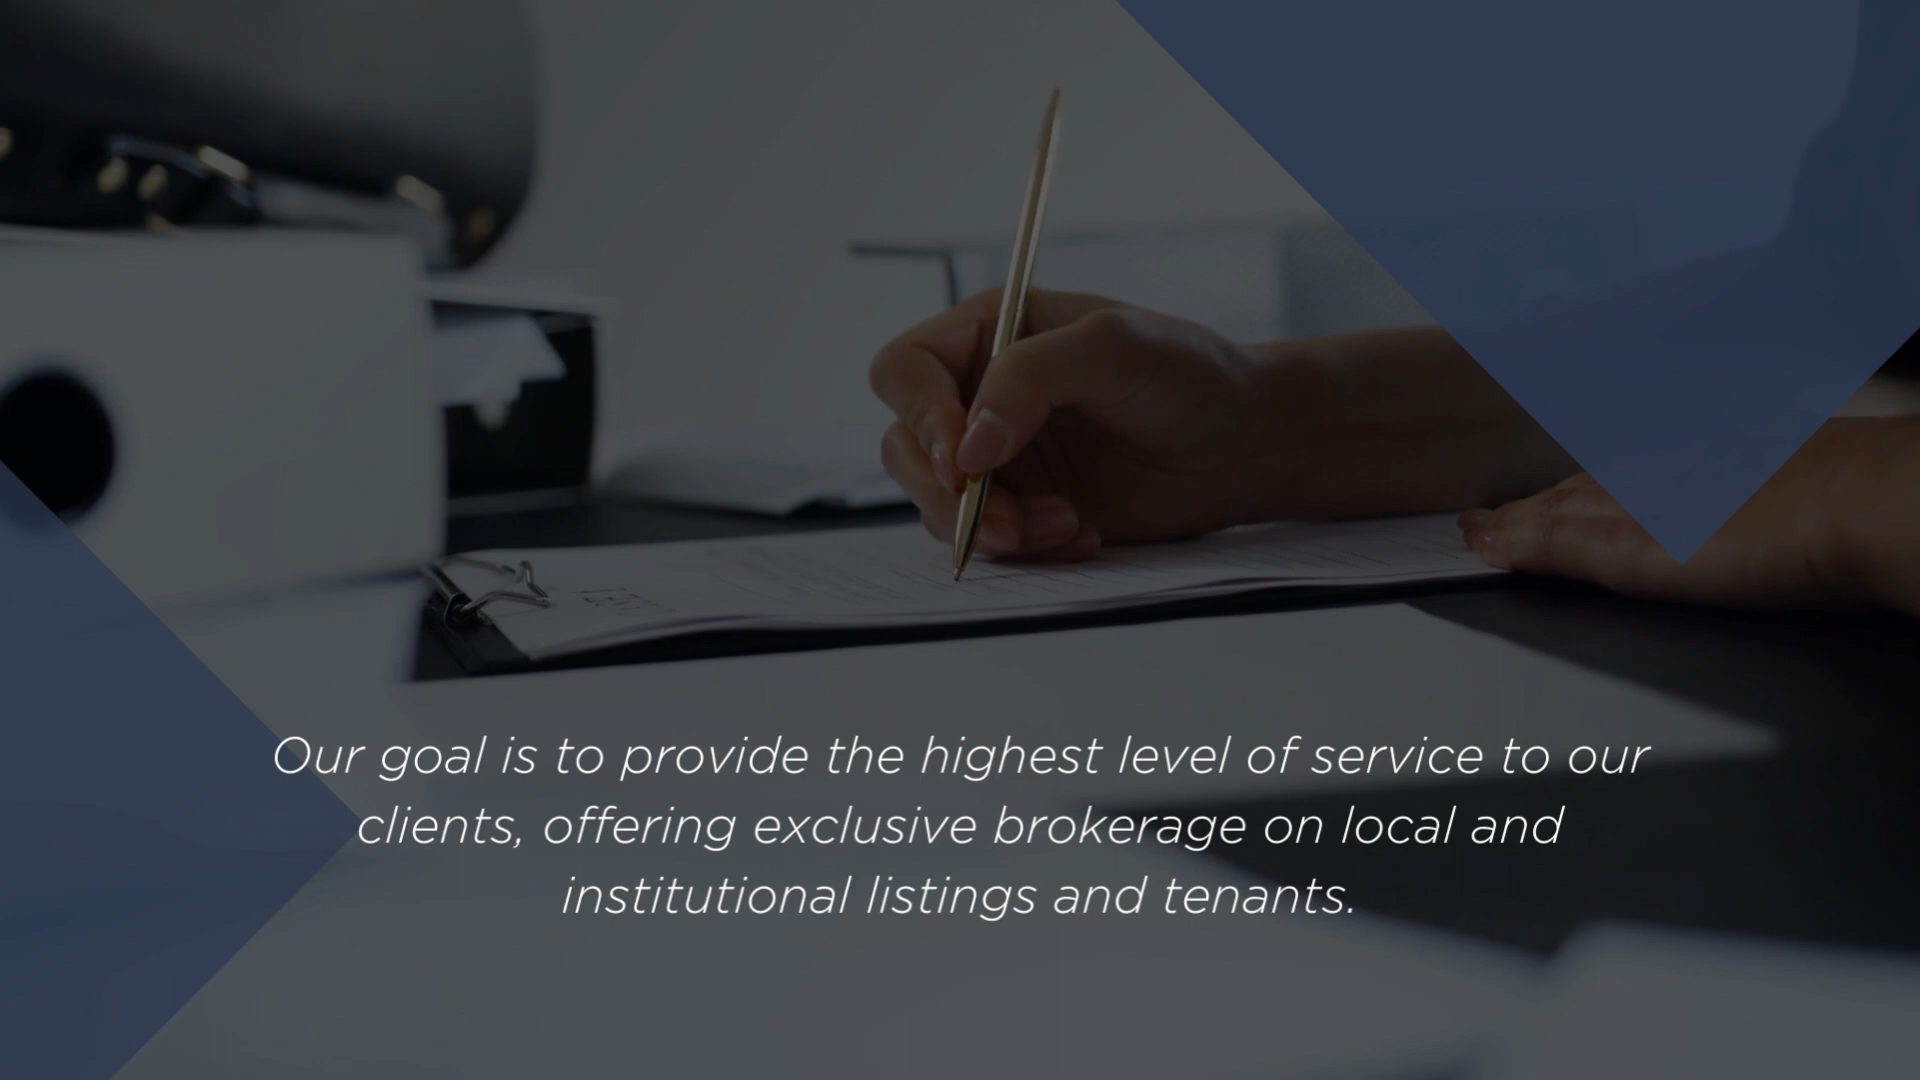 Our goal is to provide the highest level of service to our
clients, offering exclusive brokerage on local and
institutional listings and tenants.